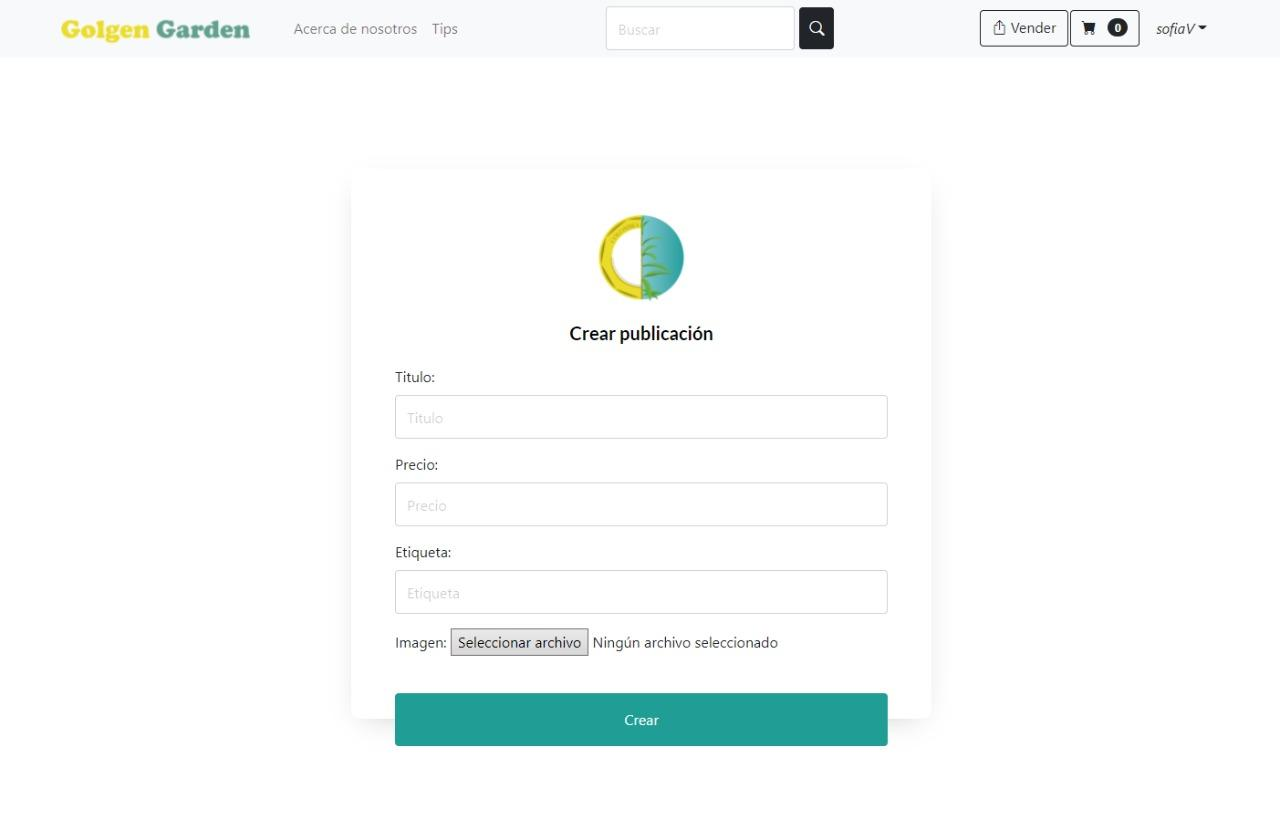 Golgen Garden Acerca de nosotros Tips Buscar Vender 0 sofiaV
Crear publicación
Titulo:
Titulo
Precio:
Precio
Etiqueta:
Etiqueta
Imagen: Seleccionar archivo Ningún archivo seleccionado
Crear